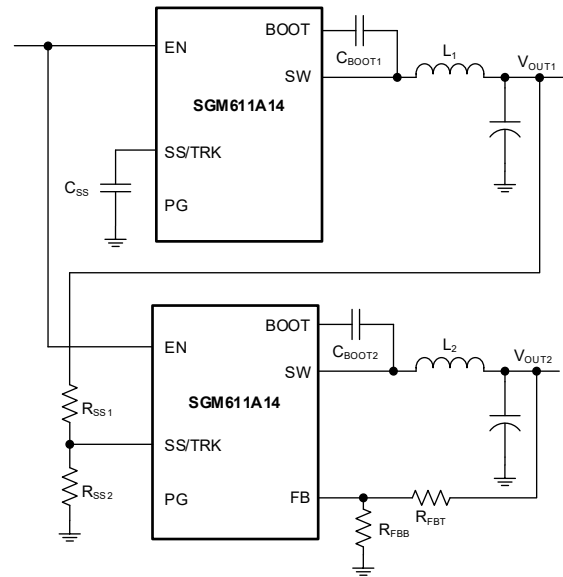 BOOT
EN
C_BOOT1
L_1
V_OUT1
SW
SGM611A14
SS/TRK
C_SS
PG
BOOT
EN
C_BOOT2
L_2
V_OUT2
SW
R_SS1
SGM611A14
SS/TRK
R_SS2
PG
FB
R_FBT
R_FBB